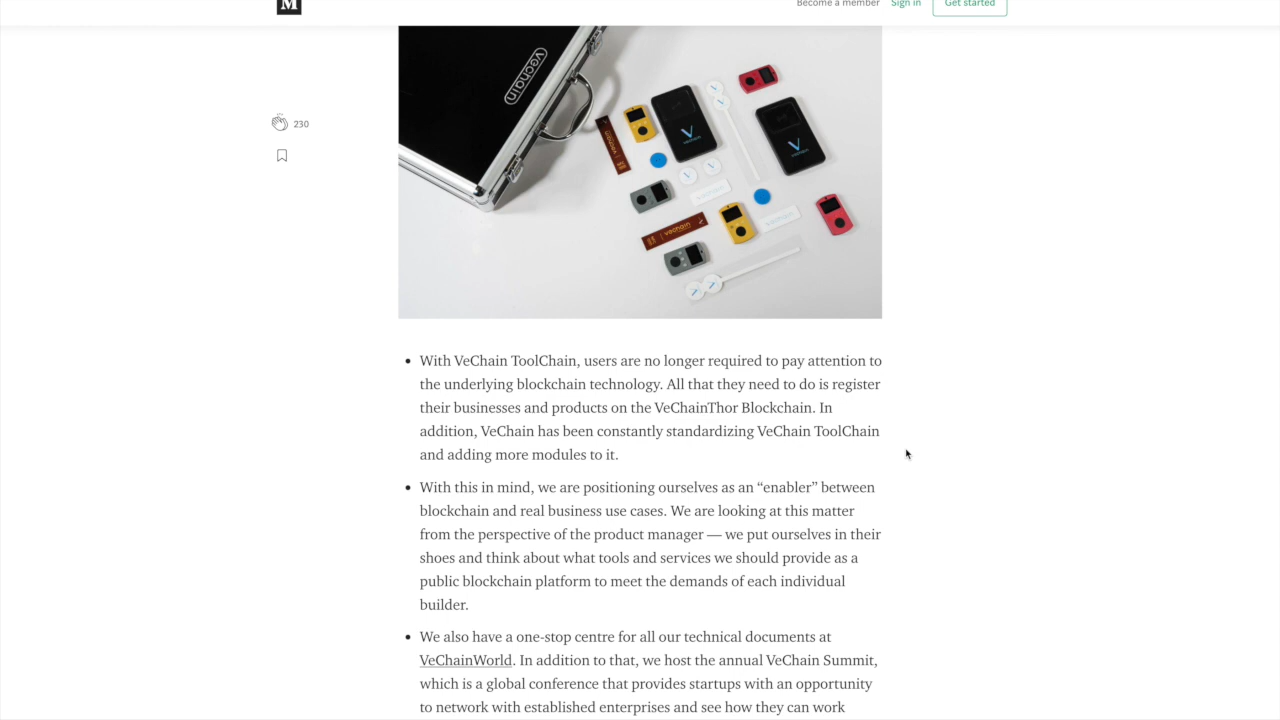 M
Become a member Sign in Get started
vechain
230
vechain
vechain
vechain
vechain
With VeChain ToolChain, users are no longer required to pay attention to
the underlying blockchain technology. All that they need to do is register
their businesses and products on the VeChainThor Blockchain. In
addition, VeChain has been constantly standardizing VeChain ToolChain
and adding more modules to it.
With this in mind, we are positioning ourselves as an “enabler” between
blockchain and real business use cases. We are looking at this matter
from the perspective of the product manager — we put ourselves in their
shoes and think about what tools and services we should provide as a
public blockchain platform to meet the demands of each individual
builder.
We also have a one-stop centre for all our technical documents at
VeChainWorld. In addition to that, we host the annual VeChain Summit,
which is a global conference that provides startups with an opportunity
to network with established enterprises and see how they can work